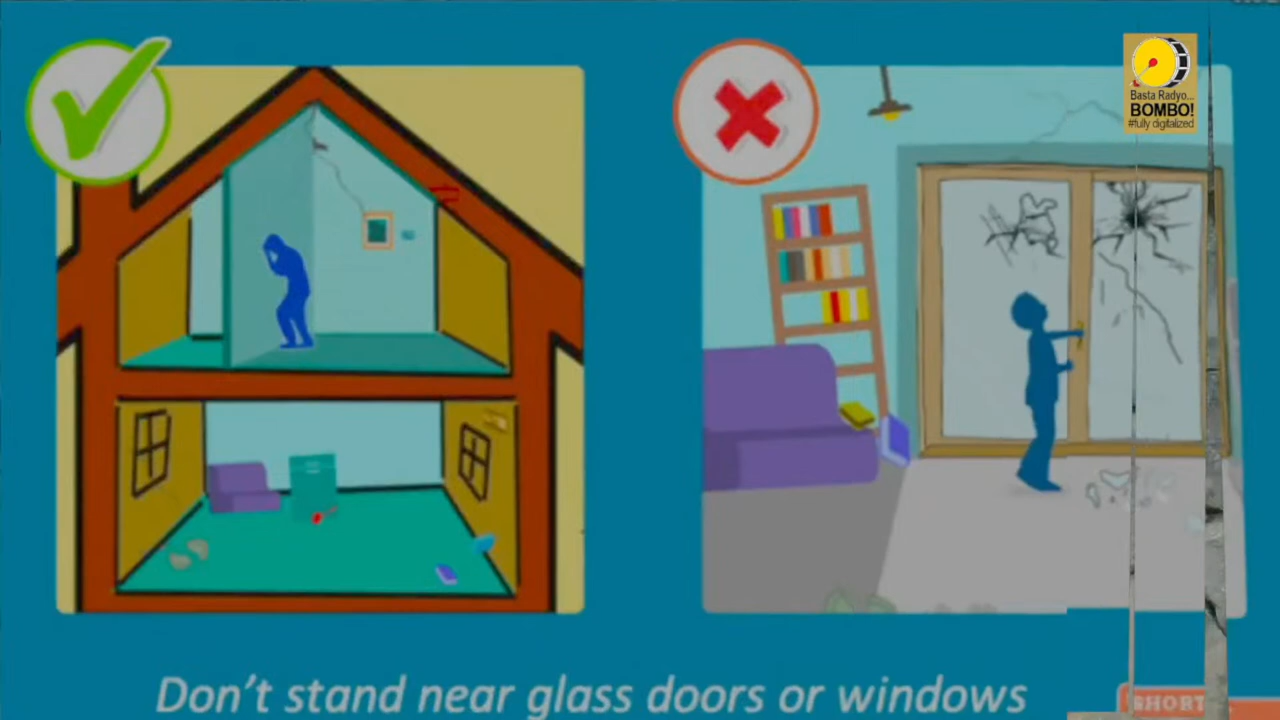 Basta Radyo...
BOMBO!
#fully digitalized
Don't stand near glass doors or windows
SHORT